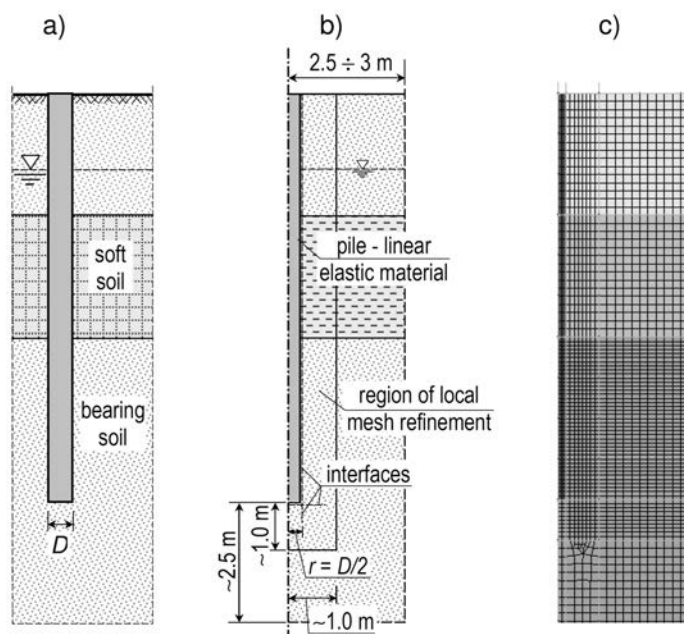 a)
b)
c)
2.5 ÷ 3 m
soft
soil
pile - linear
elastic material
bearing
soil
region of local
mesh refinement
interfaces
D
~2.5 m
~1.0 m
r = D/2
~1.0 m